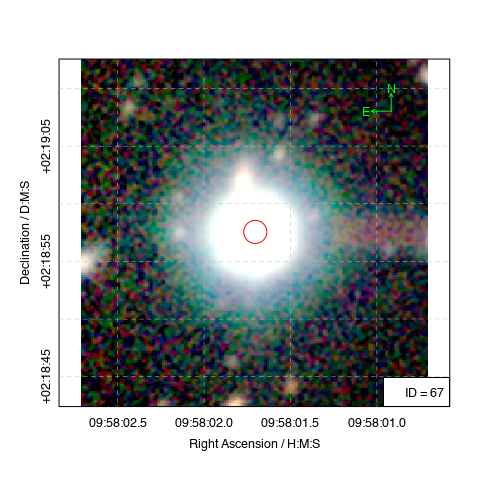 N
E
+02:19:05
+02:18:55
+02:18:45
Declination / D:M:S
ID = 67
09:58:02.5 09:58:02.0 09:58:01.5 09:58:01.0
Right Ascension / H:M:S